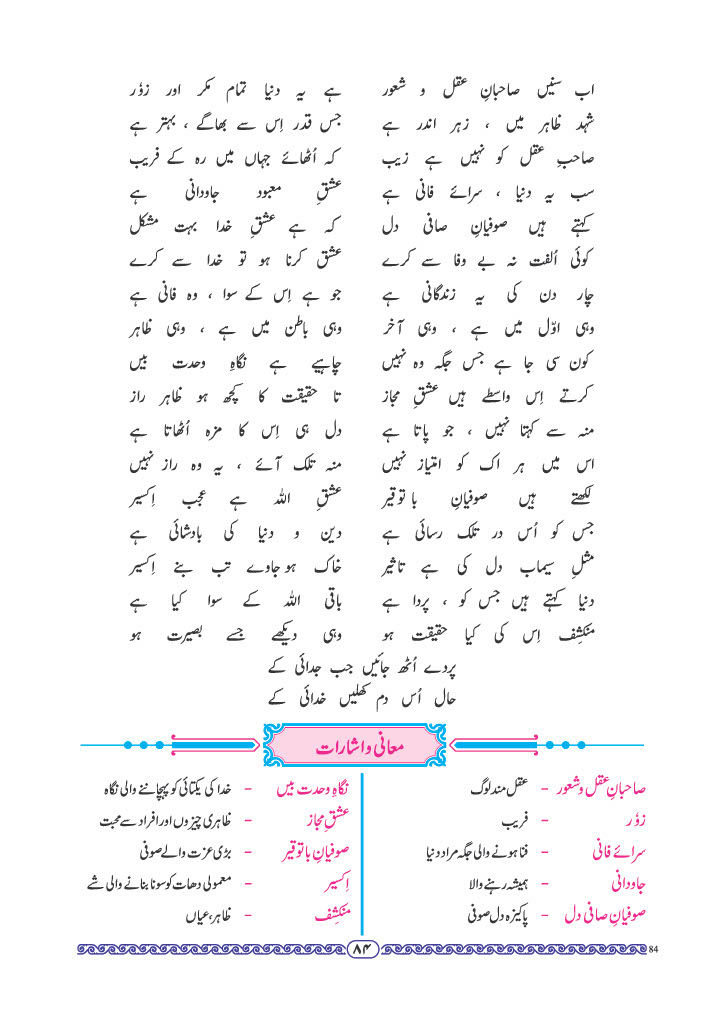 اب سنیں صاحبانِ عقل و شعور ہے یہ دنیا تمام مکر اور زوُر
شہد ظاہر میں ، زہر اندر ہے جس قدر اِس سے بھاگے ، بہتر ہے
صاحبِ عقل کو نہیں ہے زیب کہ اُٹھائے جہاں میں رہ کے فریب
سب یہ دنیا ، سرائے فانی ہے عشقِ معبود جاودانی ہے
کہتے ہیں صوفیانِ صافی دل کہ ہے عشقِ خدا بہت مشکل
کوئی اُلفت نہ بے وفا سے کرے عشق کرنا ہو تو خدا سے کرے
چار دن کی یہ زندگانی ہے جو ہے اِس کے سوا ، وہ فانی ہے
وہی اوّل میں ہے ، وہی آخر وہی باطن میں ہے ، وہی ظاہر
کون سی جا ہے جس جگہ وہ نہیں چاہیے ہے نگاہِ وحدت بیں
کرتے اِس واسطے ہیں عشقِ مجاز تا حقیقت کا کچھ ہو ظاہر راز
منہ سے کہتا نہیں ، جو پاتا ہے دل ہی اِس کا مزہ اُٹھاتا ہے
اس میں ہر اک کو امتیاز نہیں منہ تلک آئے ، یہ وہ راز نہیں
لکھتے ہیں صوفیانِ با توقیر عشقِ اللہ ہے عجب اِکسیر
جس کو اُس در تلک رسائی ہے دین و دنیا کی بادشائی ہے
مثلِ سیماب دل کی ہے تاثیر خاک ہو جاوے تب بنے اِکسیر
دنیا کہتے ہیں جس کو ، پردا ہے باقی اللہ کے سوا کیا ہے
منکشِف اِس کی کیا حقیقت ہو وہی دیکھے جسے بصیرت ہو
پردے اُٹھ جائیں جب جدائی کے
حال اُس دم کھلیں خدائی کے
معانی و اشارات
صاحبانِ عقل و شعور - عقل مند لوگ
زوُر - فریب
سرائے فانی - فنا ہونے والی جگہ مراد دنیا
جاودانی - ہمیشہ رہنے والا
صوفیانِ صافی دل - پاکیزہ دل صوفی
نگاہِ وحدت بیں - خدا کی یکتائی کو پہچاننے والی نگاہ
عشقِ مجاز - ظاہری چیزوں اور افراد سے محبت
صوفیانِ با توقیر - بڑی عزت والے صوفی
اِکسیر - معمولی دھات کو سونا بنانے والی شے
منکشِف - ظاہر، عیاں
۸۴
84